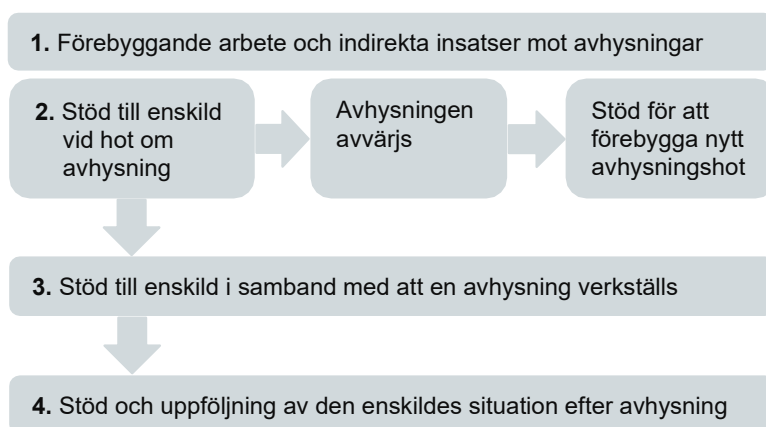 1. Förebyggande arbete och indirekta insatser mot avhysningar
2. Stöd till enskild
vid hot om
avhysning
Avhysningen
avvärjs
Stöd för att
förebygga nytt
avhysningshot
3. Stöd till enskild i samband med att en avhysning verkställs
4. Stöd och uppföljning av den enskildes situation efter avhysning